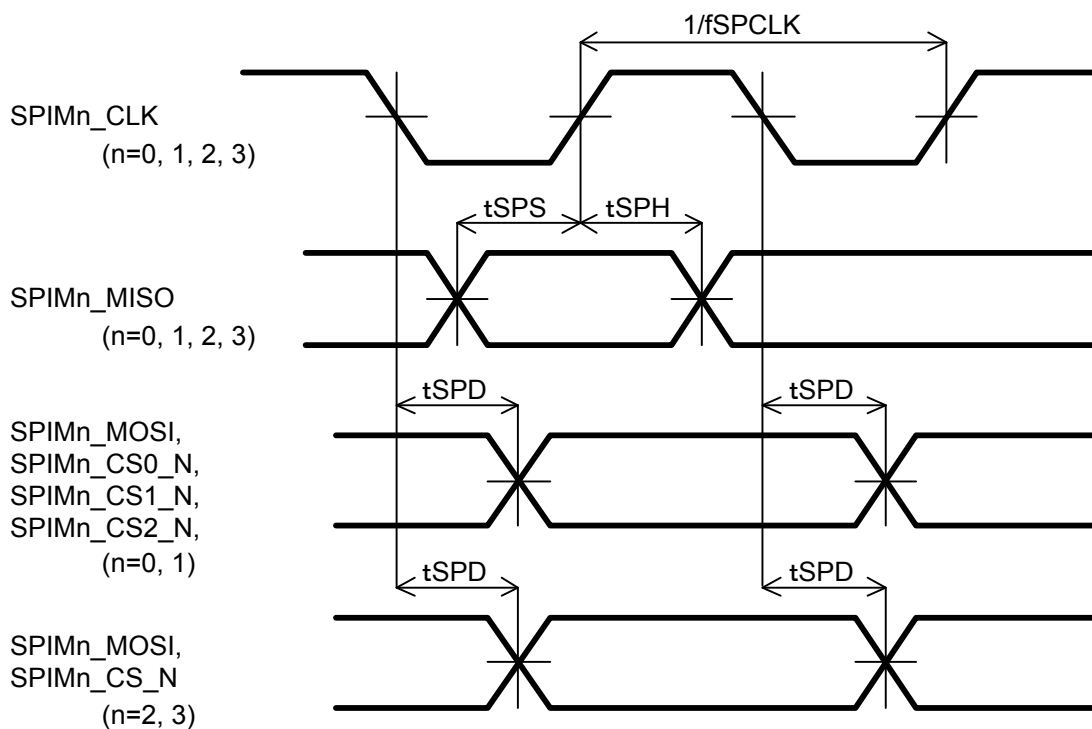 1/fSPCLK
SPIMn_CLK
(n=0, 1, 2, 3)
tSPS
tSPH
SPIMn_MISO
(n=0, 1, 2, 3)
tSPD
tSPD
SPIMn_MOSI,
SPIMn_CS0_N,
SPIMn_CS1_N,
SPIMn_CS2_N,
(n=0, 1)
tSPD
tSPD
SPIMn_MOSI,
SPIMn_CS_N
(n=2, 3)